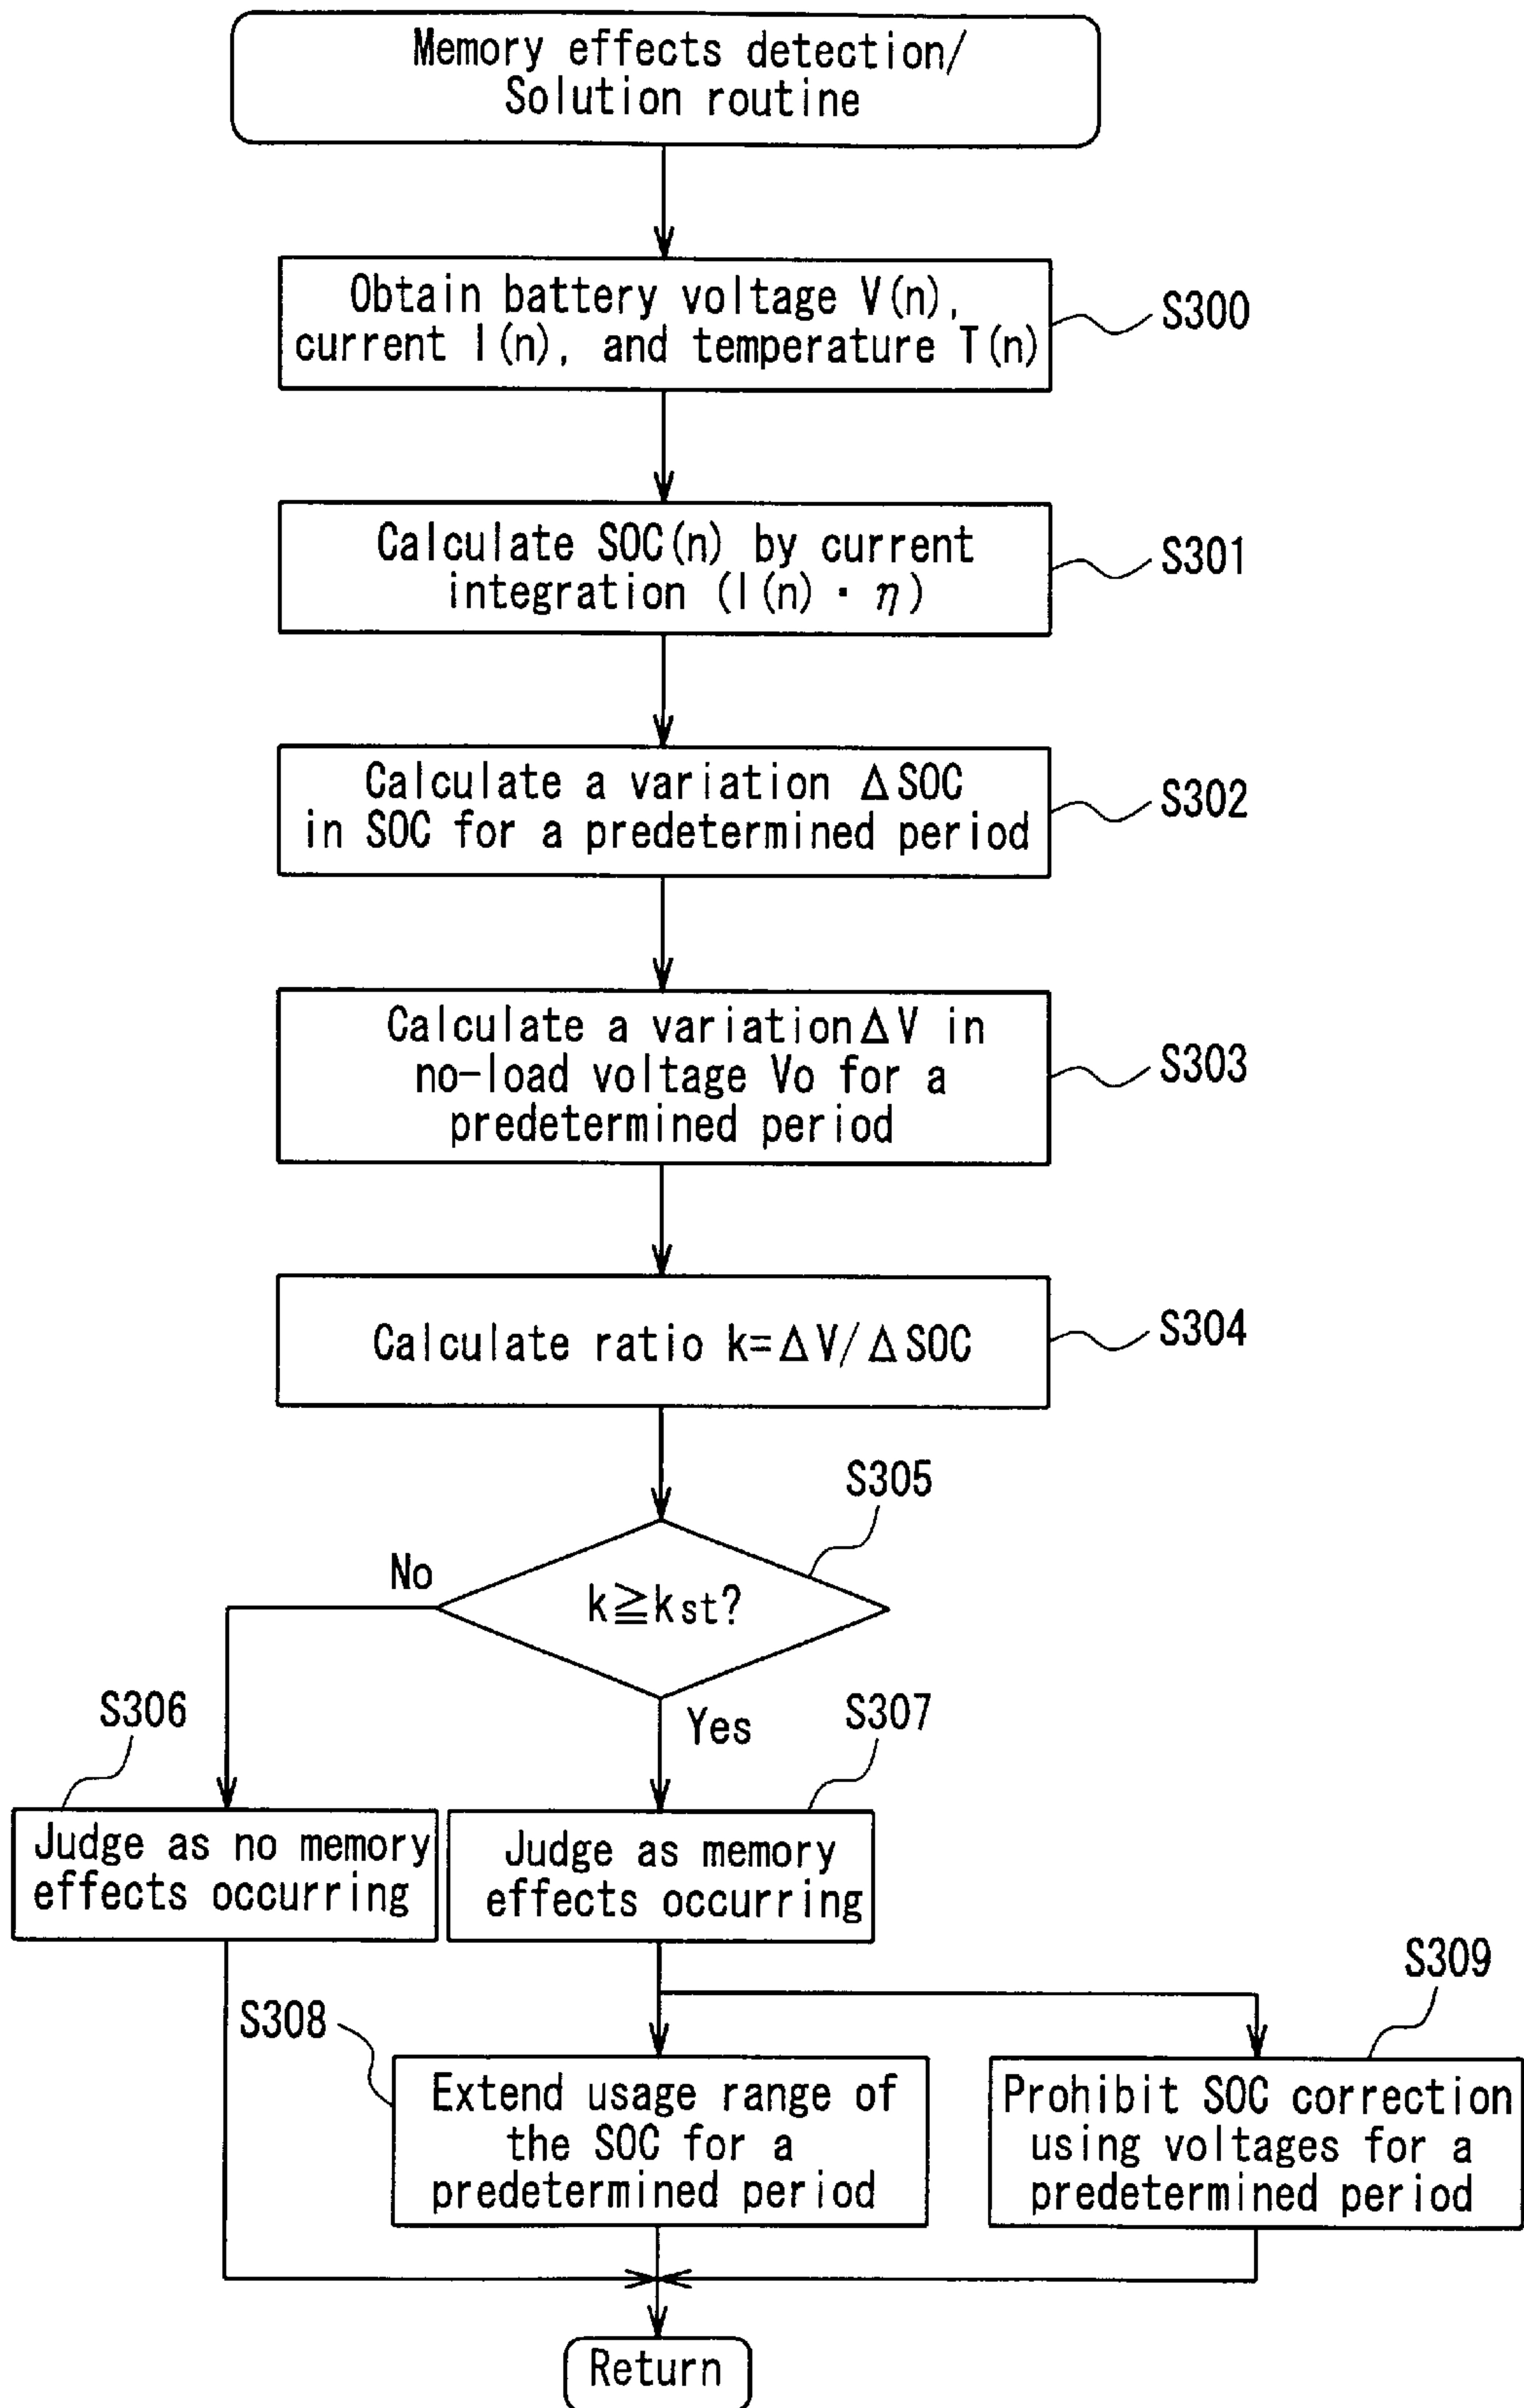 Memory effects detection/
Solution routine
Obtain battery voltage V(n),
current I(n), and temperature T(n)
S300
Calculate SOC(n) by current
integration (I(n)・η)
S301
Calculate a variation ΔSOC
in SOC for a predetermined period
S302
Calculate a variationΔV in
no-load voltage Vo for a
predetermined period
S303
Calculate ratio k=ΔV/ΔSOC
S304
S305
k≧kst?
No
Yes
S306
S307
Judge as no memory
effects occurring
Judge as memory
effects occurring
S308
S309
Extend usage range of
the SOC for a
predetermined period
Prohibit SOC correction
using voltages for a
predetermined period
Return